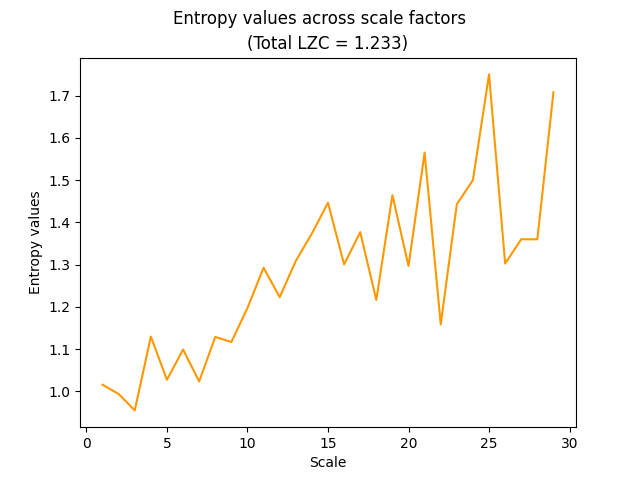 Entropy values across scale factors
(Total LZC = 1.233)
1.7
1.6
1.5
1.4
1.3
1.2
1.1
1.0
Entropy values
0 5 10 15 20 25 30
Scale